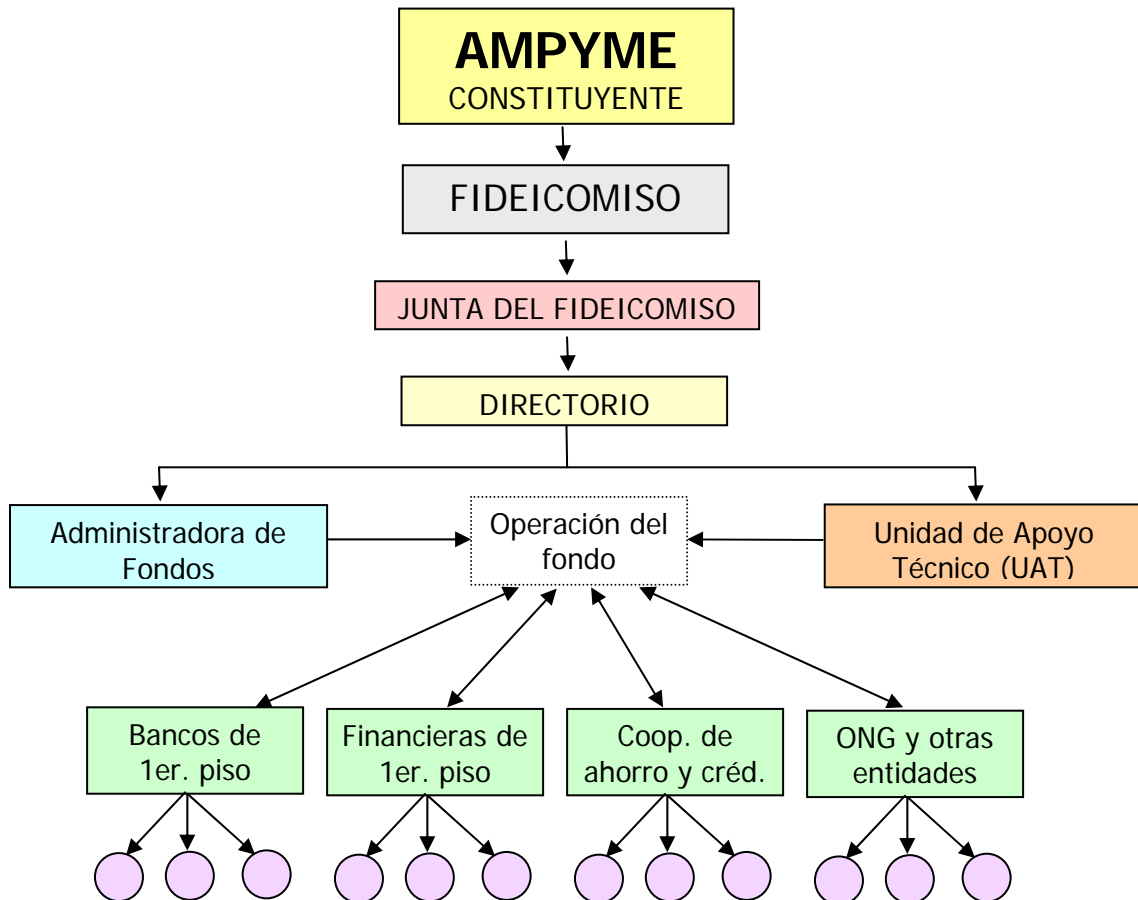 AMPYME
CONSTITUYENTE
FIDEICOMISO
JUNTA DEL FIDEICOMISO
DIRECTORIO
Administradora de
Fondos
Operación del
fondo
Unidad de Apoyo
Técnico (UAT)
Bancos de
1er. piso
Financieras de
1er. piso
Coop. de
ahorro y créd.
ONG y otras
entidades